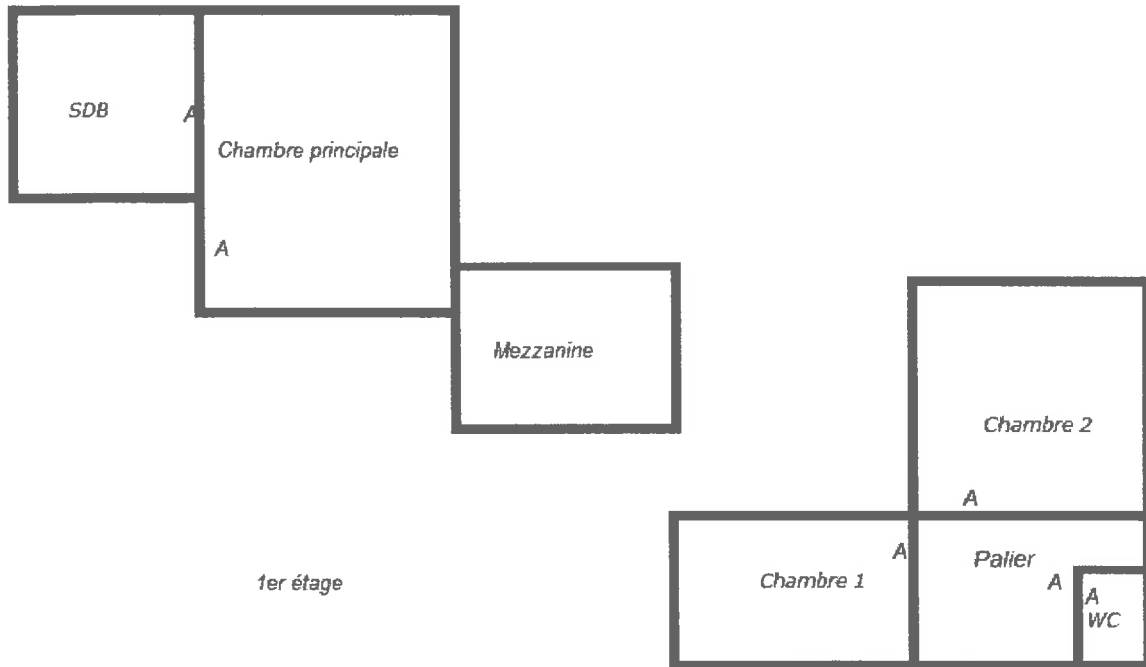 SDB
A
Chambre principale
A
Mezzanine
Chambre 2
A
A
Palier
Chambre 1
A
A
WC
1er étage